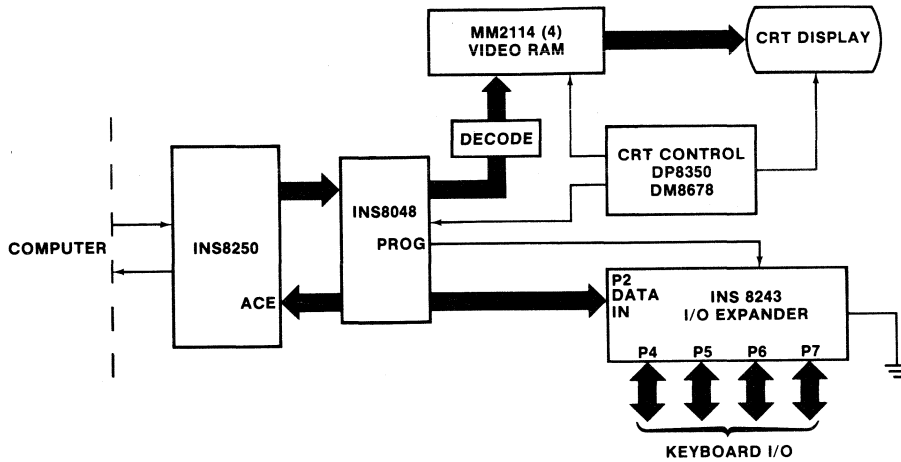 MM2114 (4)
VIDEO RAM
CRT DISPLAY
DECODE
CRT CONTROL
DP8350
DM8678
INS8048
PROG
COMPUTER
INS8250
ACE
P2
DATA
IN
INS 8243
I/O EXPANDER
P4 P5 P6 P7
KEYBOARD I/O